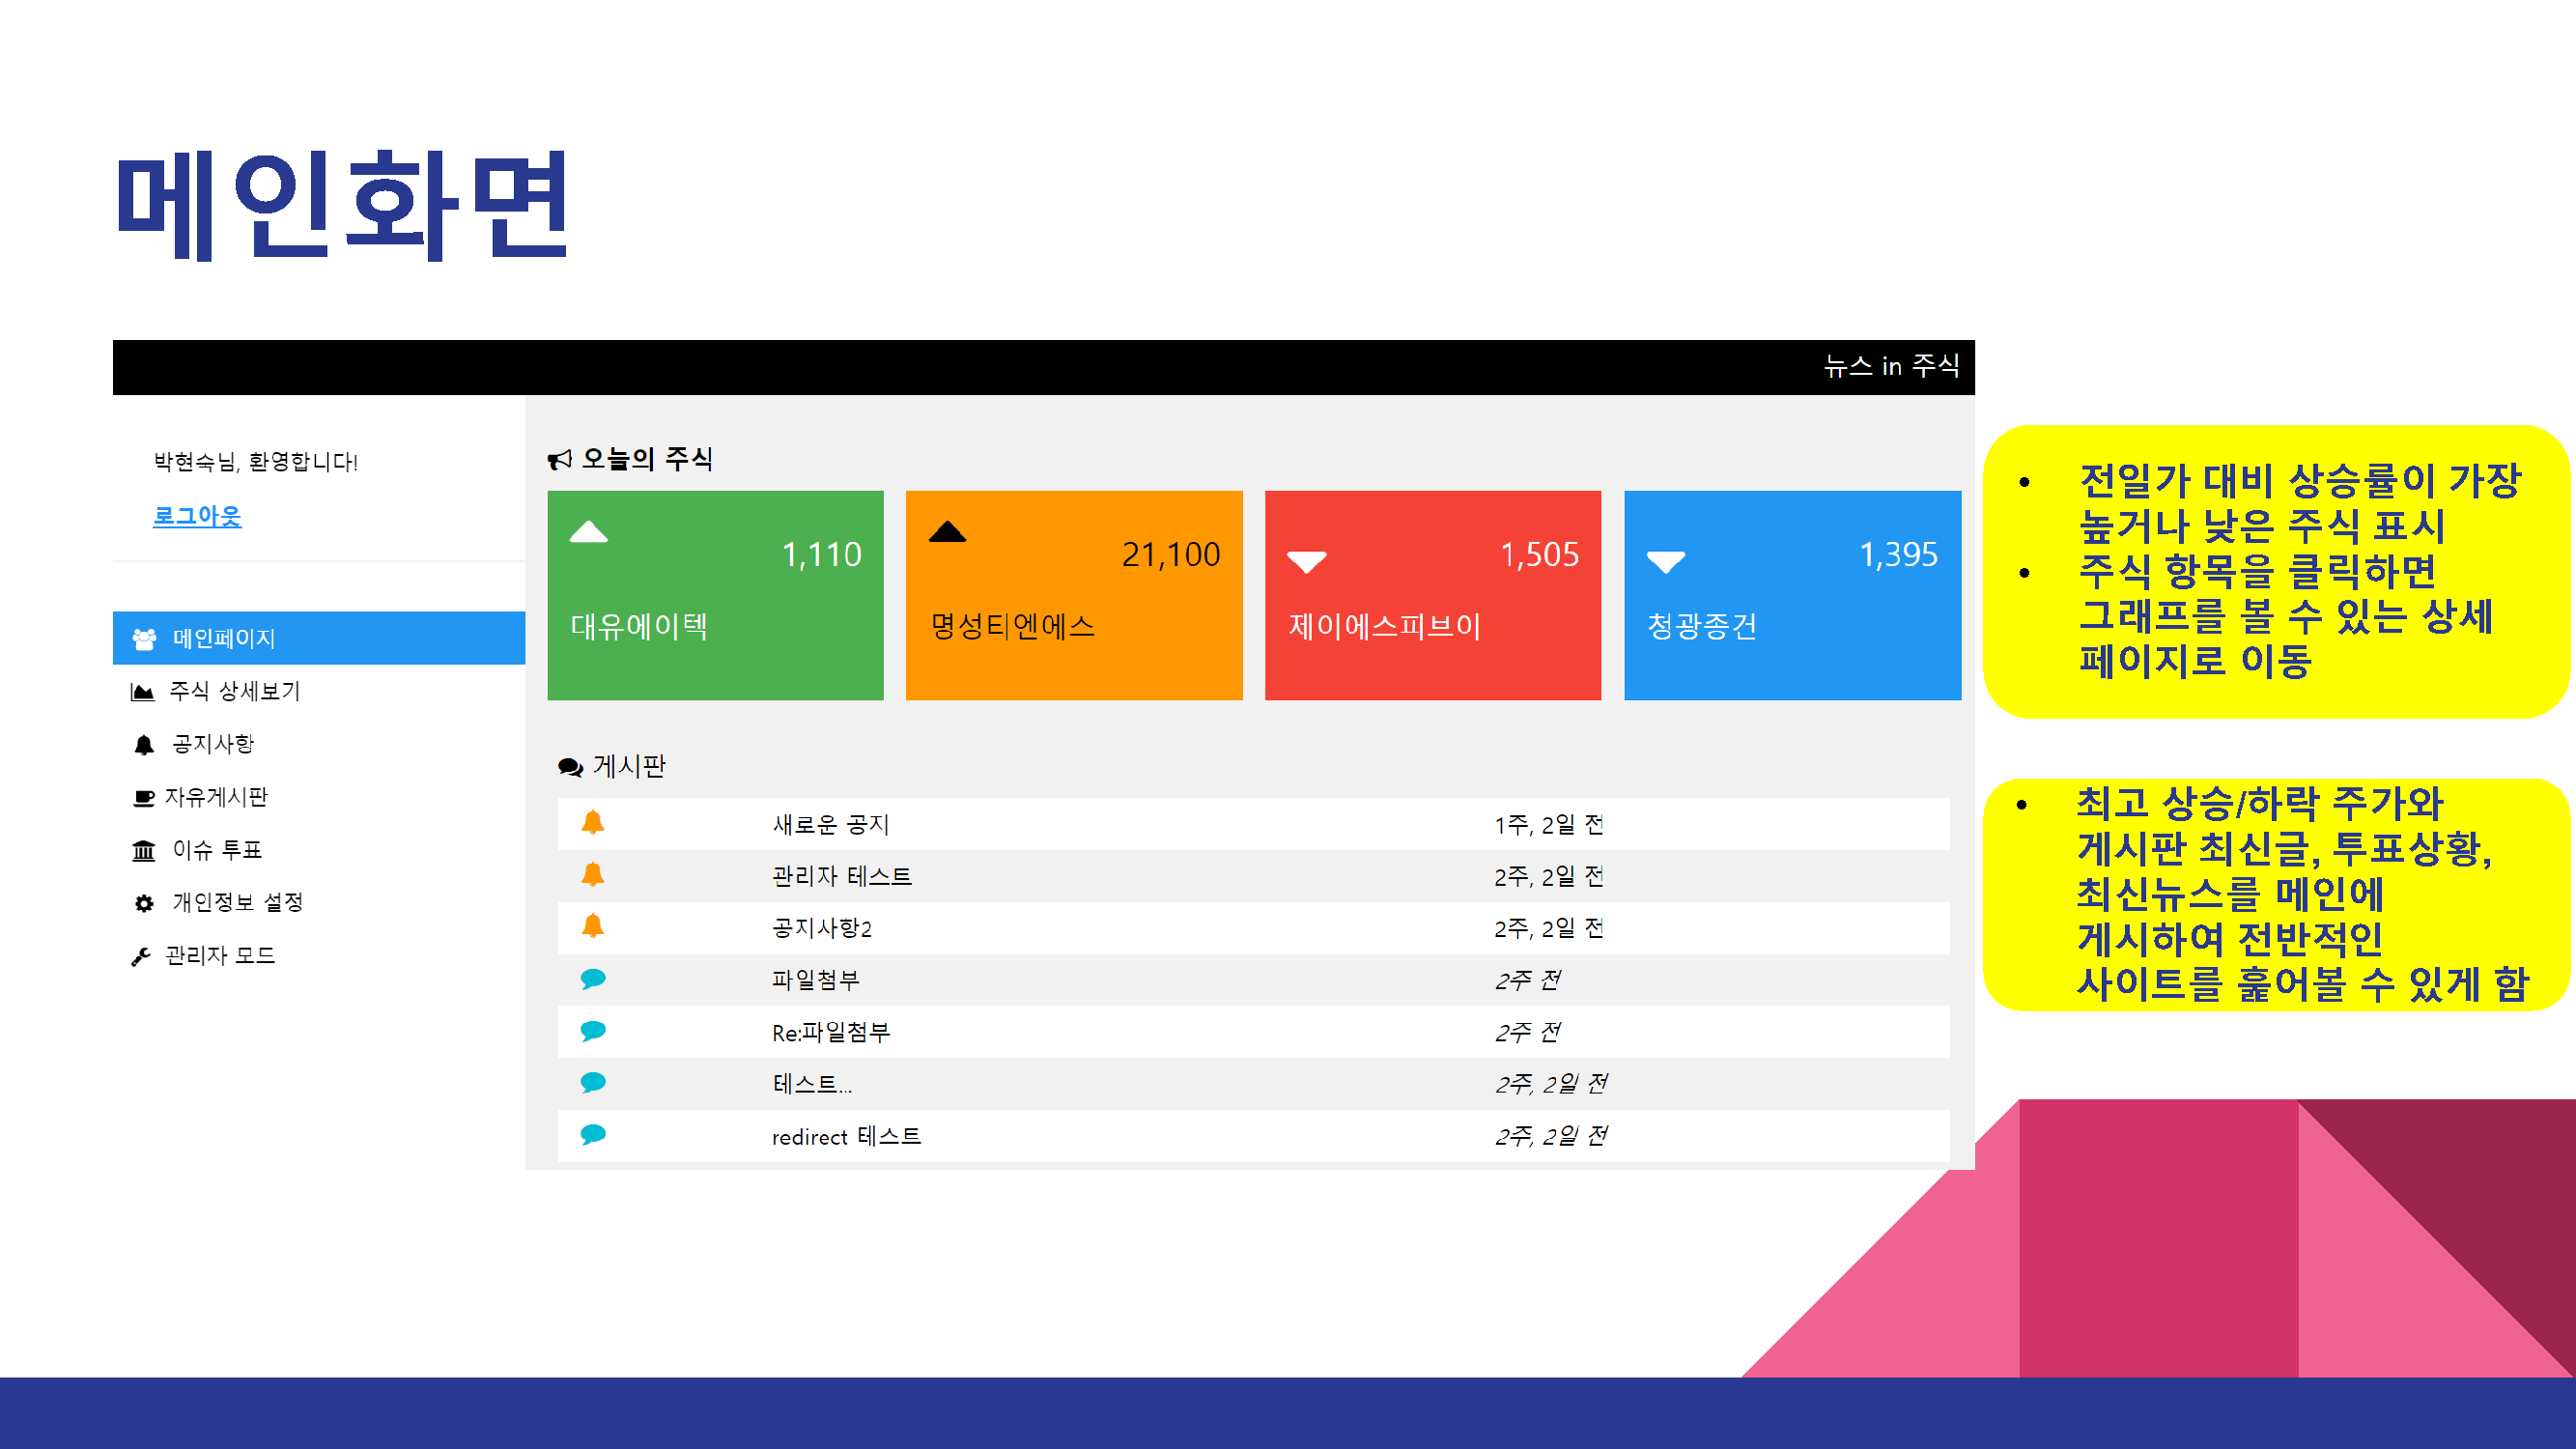 메인화면
뉴스 in 주식
박현숙님, 환영합니다!
로그아웃
메인페이지
주식 상세보기
공지사항
자유게시판
이슈 투표
개인정보 설정
관리자 모드
오늘의 주식
1,110
대유에이텍
21,100
명성티엔에스
1,505
제이에스피브이
1,395
청광종건
게시판
새로운 공지 1주, 2일 전
관리자 테스트 2주, 2일 전
공지사항2 2주, 2일 전
파일첨부 2주 전
Re:파일첨부 2주 전
테스트... 2주, 2일 전
redirect 테스트 2주, 2일 전
• 전일가 대비 상승률이 가장
높거나 낮은 주식 표시
• 주식 항목을 클릭하면
그래프를 볼 수 있는 상세
페이지로 이동
• 최고 상승/하락 주가와
게시판 최신글, 투표상황,
최신뉴스를 메인에
게시하여 전반적인
사이트를 훑어볼 수 있게 함